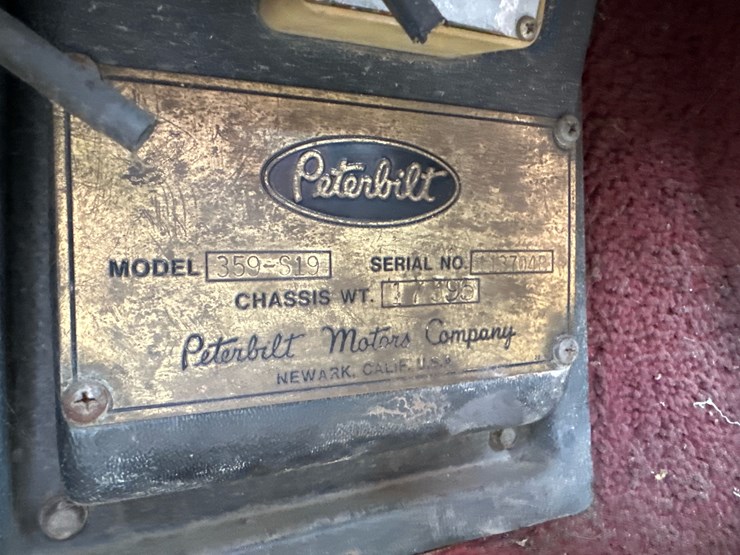 Peterbilt
MODEL 359-S19 SERIAL NO.
CHASSIS WT.
Peterbilt Motors Company
NEWARK, CALIF. U.S.A.